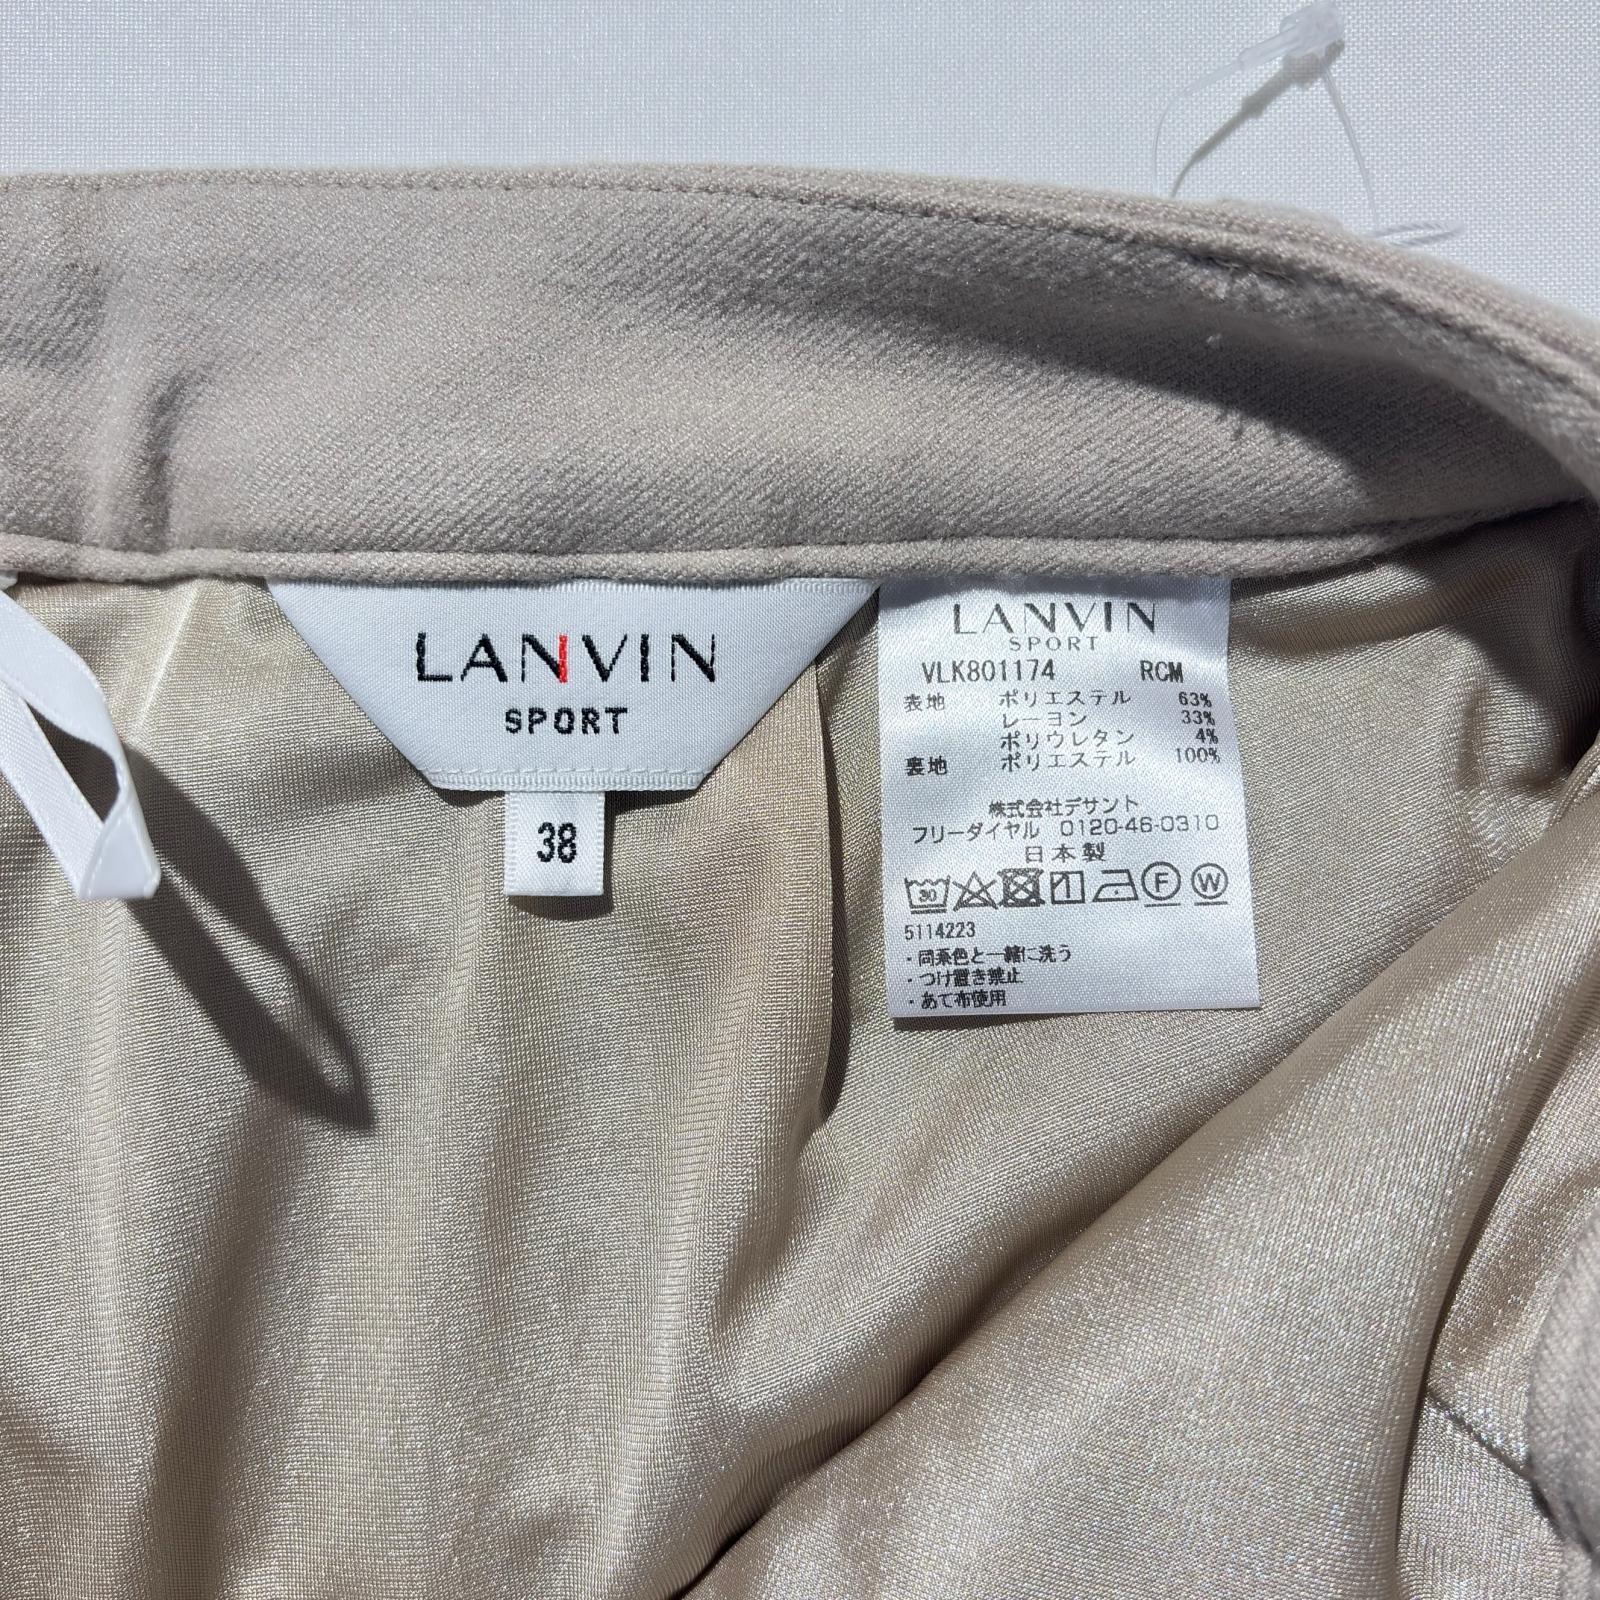 LANVIN
SPORT
38
LANVIN
SPORT
VLK801174 RCM
表地 ポリエステル 63%
レーヨン 33%
ポリウレタン 4%
裏地 ポリエステル 100%
株式会社デサント
フリーダイヤル 0120-46-0310
日本製
30 F W
5114223
・同系色と一緒に洗う
・つけ置き禁止
・あて布使用